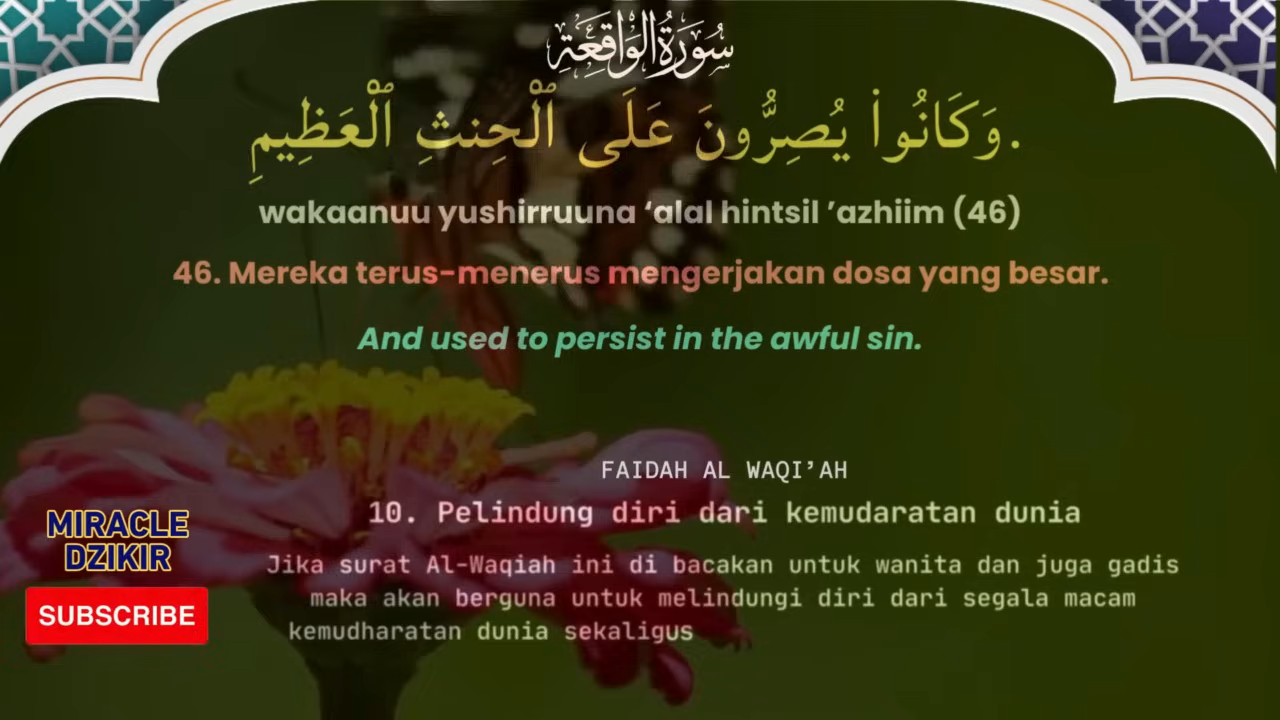 سُورَةُ الْوَاقِعَة
وَكَانُوا۟ يُصِرُّونَ عَلَى ٱلْحِنثِ ٱلْعَظِيمِ.
wakaanuu yushirruuna ‘alal hintsil ’azhiim (46)
46. Mereka terus-menerus mengerjakan dosa yang besar.
And used to persist in the awful sin.
FAIDAH AL WAQI’AH
10. Pelindung diri dari kemudaratan dunia
Jika surat Al-Waqiah ini di bacakan untuk wanita dan juga gadis
maka akan berguna untuk melindungi diri dari segala macam
kemudharatan dunia sekaligus
MIRACLE
DZIKIR
SUBSCRIBE